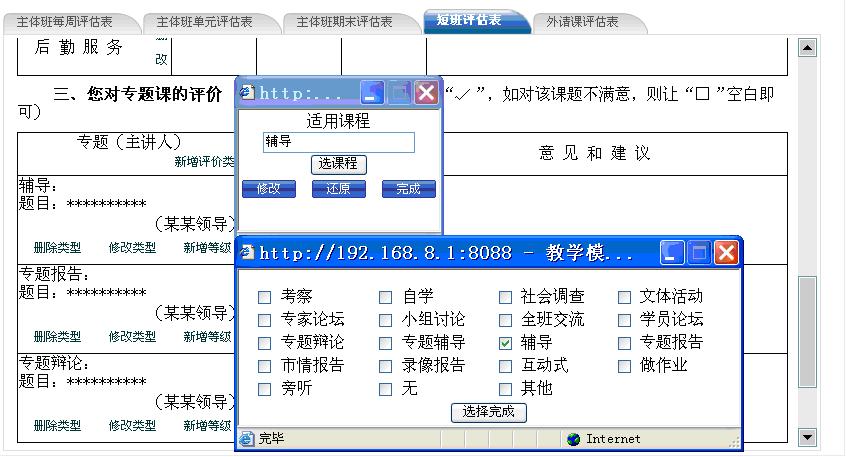 主体班每周评估表 主体班单元评估表 主体班期末评估表 短班评估表 外请课评估表
后 勤 服 务
改
三、您对专题课的评价 “✓ ”，如对该课题不满意，则让“□ ”空白即
可）
专题（主讲人）
新增评价类
意 见 和 建 议
辅导：
题目：**********
（某某领导）
删除类型 修改类型 新增等级
专题报告：
题目：**********
（某某领导）
删除类型 修改类型 新增等级
专题辩论：
题目：**********
（某某领导）
删除类型 修改类型 新增等级
http:...
适用课程
辅导
选课程
修改 还原 完成
http://192.168.8.1:8088 - 教学模...
考察 自学 社会调查 文体活动
专家论坛 小组讨论 全班交流 学员论坛
专题辩论 专题辅导 辅导 专题报告
市情报告 录像报告 互动式 做作业
旁听 无 其他
选择完成
完毕 Internet